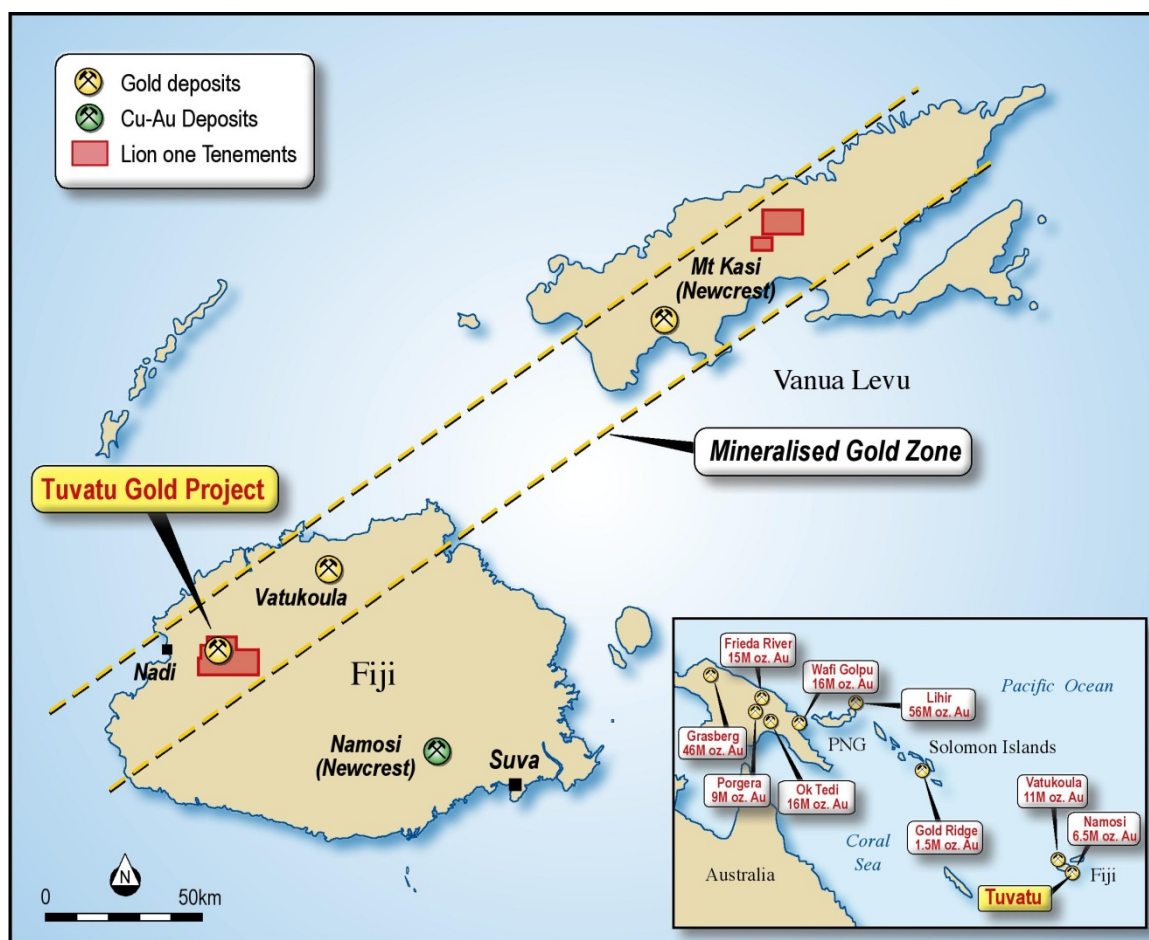 Gold deposits
Cu-Au Deposits
Lion one Tenements
Mt Kasi
(Newcrest)
Vanua Levu
Mineralised Gold Zone
Tuvatu Gold Project
Vatukoula
Nadi
Fiji
Namosi
(Newcrest)
Suva
N
0 50km
Frieda River
15M oz. Au
Wafi Golpu
16M oz. Au
Pacific Ocean
Lihir
56M oz. Au
Grasberg
46M oz. Au
PNG
Solomon Islands
Porgera
9M oz. Au
Ok Tedi
16M oz. Au
Vatukoula
11M oz. Au
Namosi
6.5M oz. Au
Gold Ridge
1.5M oz. Au
Coral
Sea
Australia
Fiji
Tuvatu